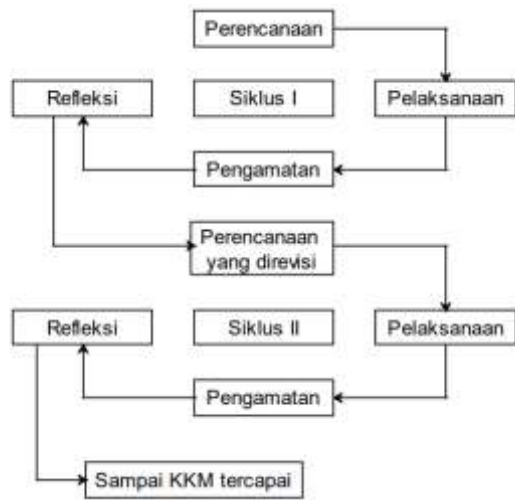 Perencanaan
Refleksi
Siklus I
Pelaksanaan
Pengamatan
Perencanaan
yang direvisi
Refleksi
Siklus II
Pelaksanaan
Pengamatan
Sampai KKM tercapai